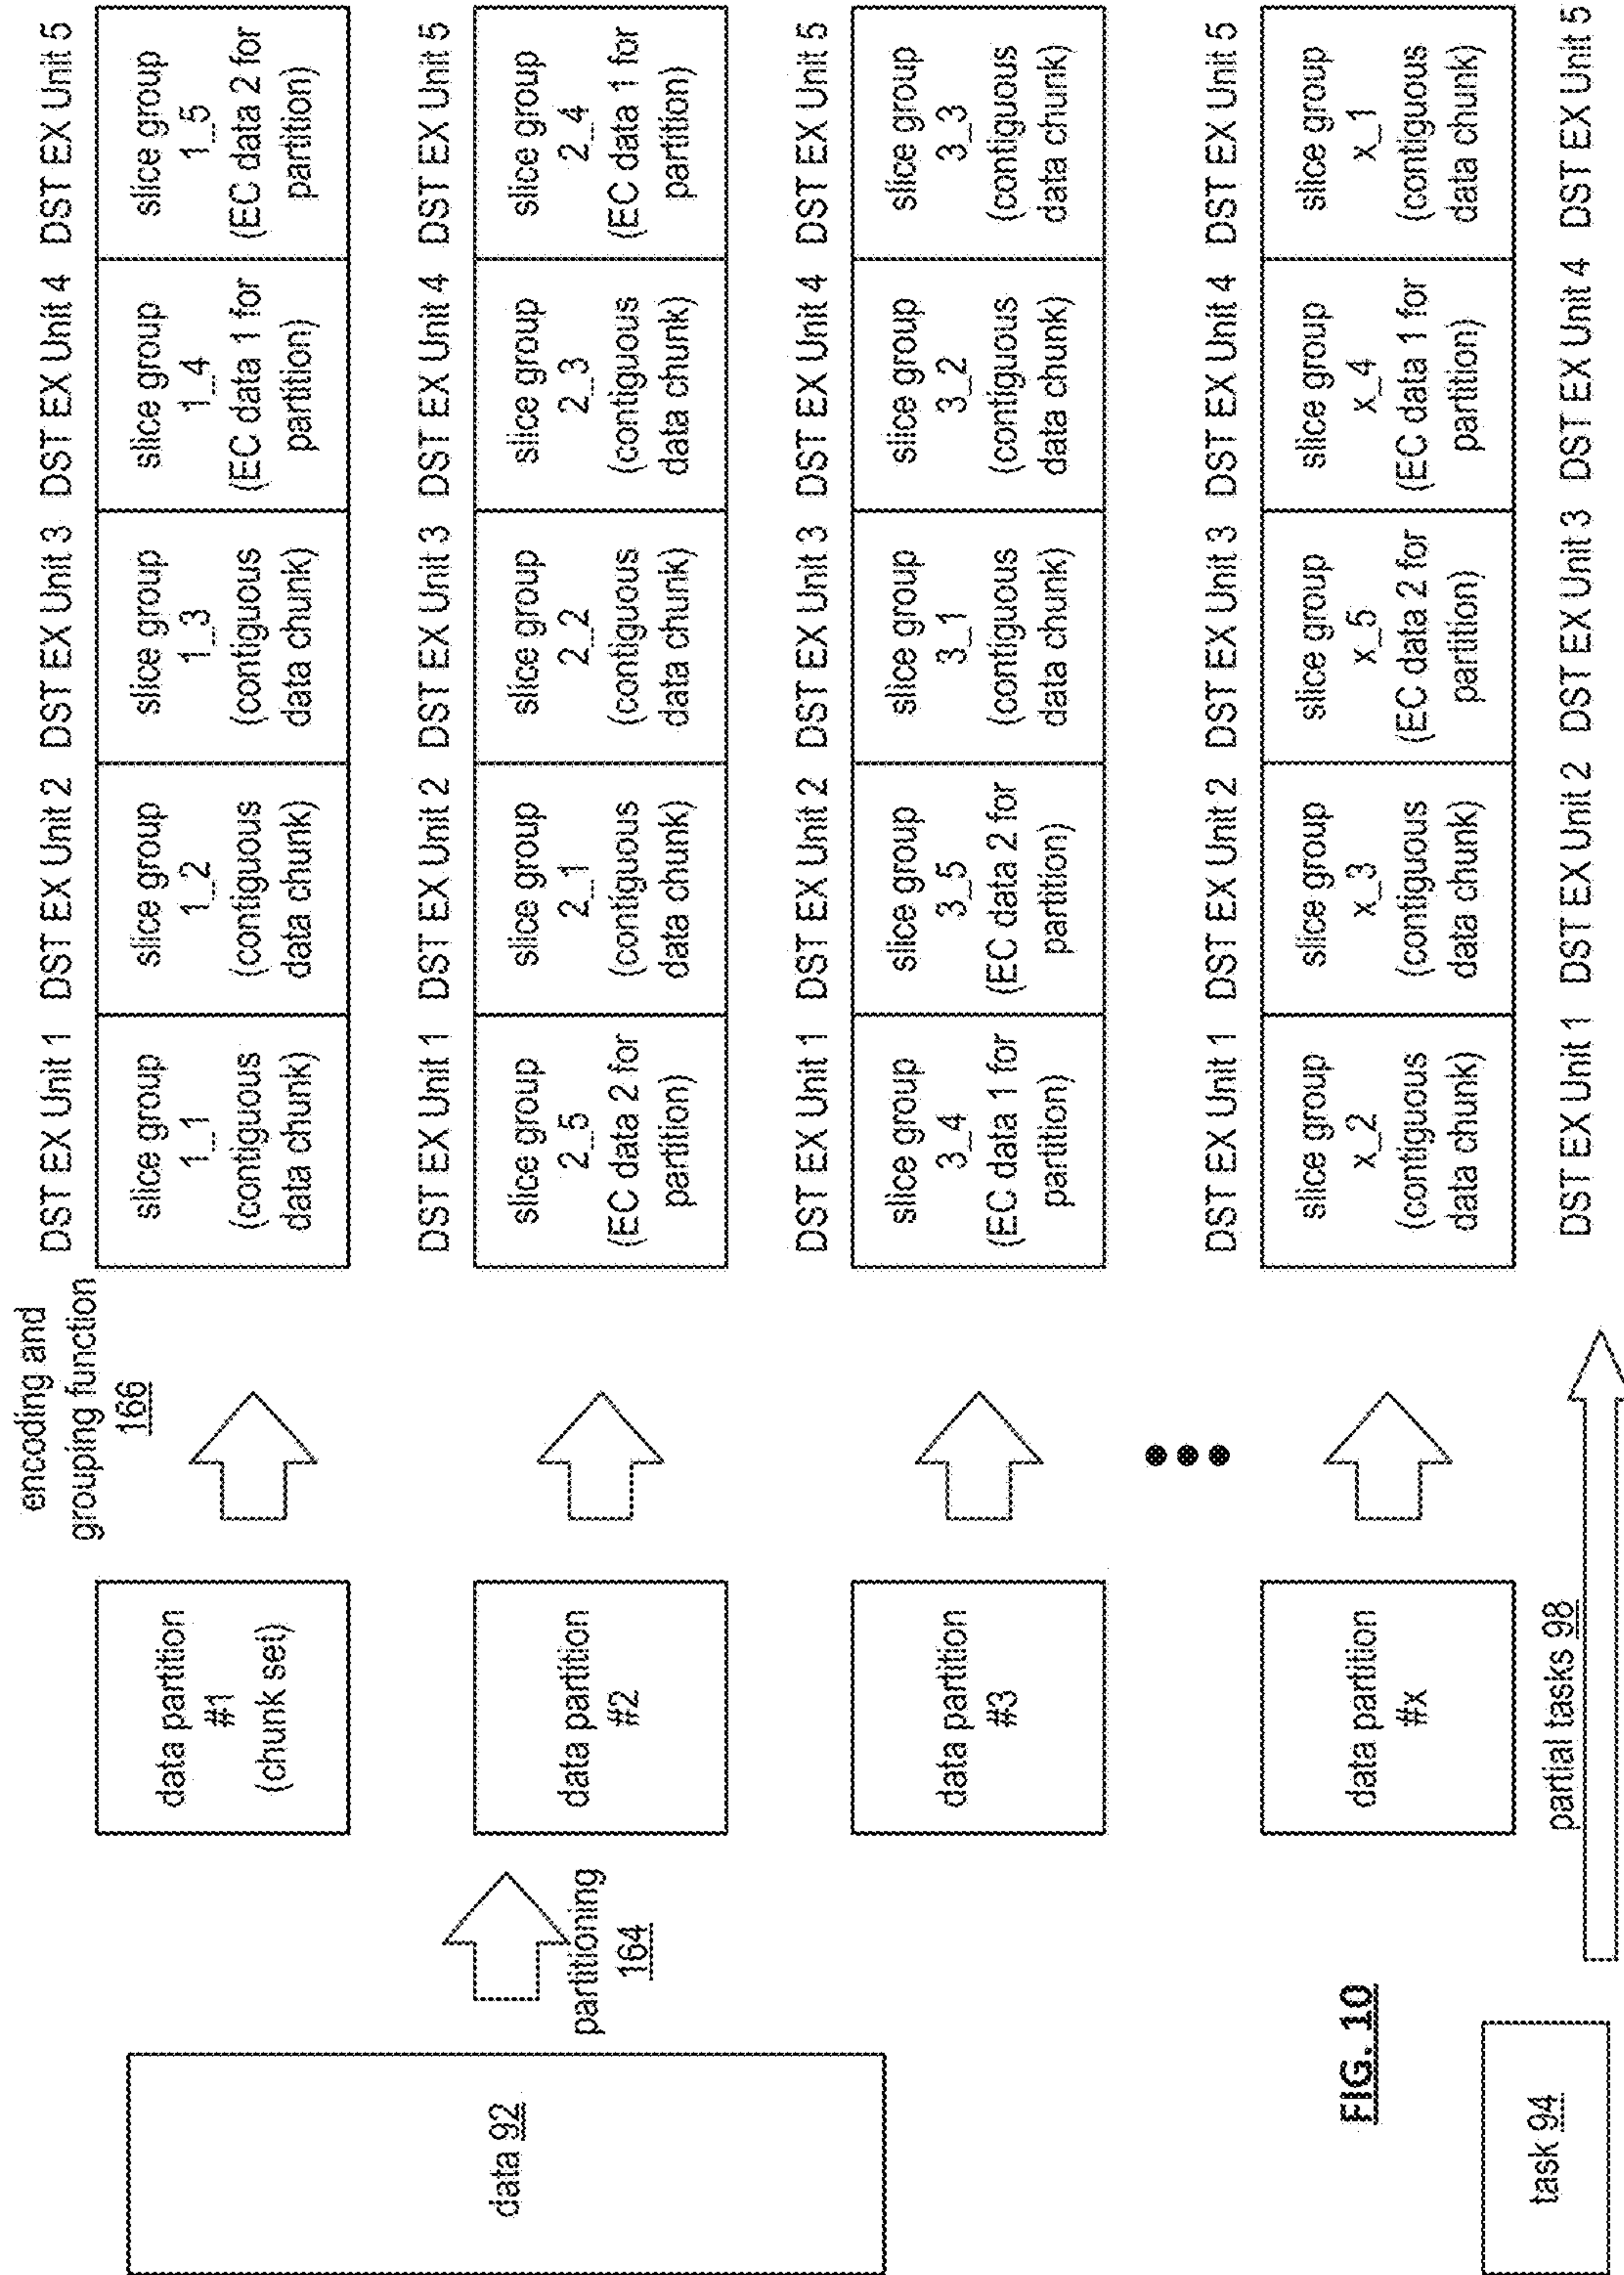 encoding and
grouping function
166
data 92
partitioning
164
data partition
#1
(chunk set)
DST EX Unit 1
DST EX Unit 2
DST EX Unit 3
DST EX Unit 4
DST EX Unit 5
slice group
1_1
(contiguous
data chunk)
slice group
1_2
(contiguous
data chunk)
slice group
1_3
(contiguous
data chunk)
slice group
1_4
(EC data 1 for
partition)
slice group
1_5
(EC data 2 for
partition)
data partition
#2
DST EX Unit 1
DST EX Unit 2
DST EX Unit 3
DST EX Unit 4
DST EX Unit 5
slice group
2_5
(EC data 2 for
partition)
slice group
2_1
(contiguous
data chunk)
slice group
2_2
(contiguous
data chunk)
slice group
2_3
(contiguous
data chunk)
slice group
2_4
(EC data 1 for
partition)
data partition
#3
DST EX Unit 1
DST EX Unit 2
DST EX Unit 3
DST EX Unit 4
DST EX Unit 5
slice group
3_4
(EC data 1 for
partition)
slice group
3_5
(EC data 2 for
partition)
slice group
3_1
(contiguous
data chunk)
slice group
3_2
(contiguous
data chunk)
slice group
3_3
(contiguous
data chunk)
data partition
#x
DST EX Unit 1
DST EX Unit 2
DST EX Unit 3
DST EX Unit 4
DST EX Unit 5
slice group
x_2
(contiguous
data chunk)
slice group
x_3
(contiguous
data chunk)
slice group
x_5
(EC data 2 for
partition)
slice group
x_4
(EC data 1 for
partition)
slice group
x_1
(contiguous
data chunk)
FIG. 10
task 94
partial tasks 98
DST EX Unit 1
DST EX Unit 2
DST EX Unit 3
DST EX Unit 4
DST EX Unit 5